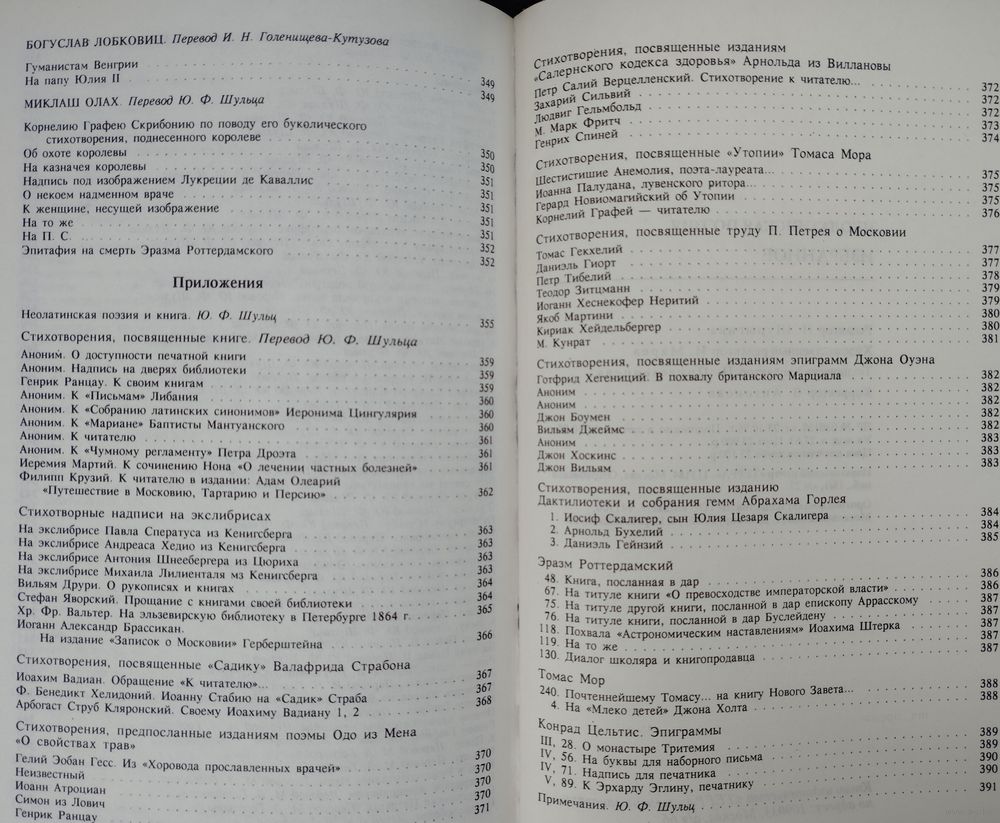 БОГУСЛАВ ЛОБКОВИЦ. Перевод И. Н. Голенищева-Кутузова
Гуманистам Венгрии . . . 349
На папу Юлия II . . . 349
МИКЛАШ ОЛАХ. Перевод Ю. Ф. Шульца
Корнелию Графею Скрибонию по поводу его буколического
стихотворения, поднесенного королеве . . . 350
Об охоте королевы . . . 350
На казначея королевы . . . 351
Надпись под изображением Лукреции де Каваллис . . . 351
О некоем надменном враче . . . 351
К женщине, несущей изображение . . . 351
На то же . . . 351
На П. С. . . . 352
Эпитафия на смерть Эразма Роттердамского . . . 352
Приложения
Неолатинская поэзия и книга. Ю. Ф. Шульц . . . 355
Стихотворения, посвященные книге. Перевод Ю. Ф. Шульца
Аноним. О доступности печатной книги . . . 359
Аноним. Надпись на дверях библиотеки . . . 359
Генрик Ранцау. К своим книгам . . . 359
Аноним. К «Письмам» Либания . . . 360
Аноним. К «Собранию латинских синонимов» Иеронима Цингулярия . . . 360
Аноним. К «Мариане» Баптисты Мантуанского . . . 360
Аноним. К читателю . . . 361
Аноним. К «Чумному регламенту» Петра Дроэта . . . 361
Иеремия Мартий. К сочинению Нона «О лечении частных болезней» . . . 361
Филипп Крузий. К читателю в издании: Адам Олеарий
«Путешествие в Московию, Тартарию и Персию» . . . 362
Стихотворные надписи на экслибрисах
На экслибрисе Павла Сператуса из Кенигсберга . . . 363
На экслибрисе Андреаса Хедио из Кенигсберга . . . 363
На экслибрисе Антония Шнеебергера из Цюриха . . . 363
На экслибрисе Михаила Лилиенталя мз Кенигсберга . . . 363
Вильям Друри. О рукописях и книгах . . . 364
Стефан Яворский. Прощание с книгами своей библиотеки . . . 364
Хр. Фр. Вальтер. На эльзевирскую библиотеку в Петербурге 1864 г. . . . 365
Иоганн Александр Брассикан.
На издание «Записок о Московии» Герберштейна . . . 366
Стихотворения, посвященные «Садику» Валафрида Страбона
Иоахим Вадиан. Обращение «К читателю»... . . . 367
Ф. Бенедикт Хелидоний. Иоанну Стабию на «Садик» Страба . . . 367
Арбогаст Струб Кляронский. Своему Иоахиму Вадиану 1, 2 . . . 368
Стихотворения, предпосланные изданиям поэмы Одо из Мена
«О свойствах трав»
Гелий Эобан Гесс. Из «Хоровода прославленных врачей» . . . 370
Неизвестный . . . 370
Иоанн Атроциан . . . 370
Симон из Лович . . . 370
Генрик Ранцау . . . 371
Стихотворения, посвященные изданиям
«Салернского кодекса здоровья» Арнольда из Виллановы
Петр Салий Верцелленский. Стихотворение к читателю... . . . 372
Захарий Сильвий . . . 372
Людвиг Гельмбольд . . . 372
М. Марк Фритч . . . 373
Генрих Спиней . . . 374
Стихотворения, посвященные «Утопии» Томаса Мора
Шестистишие Анемолия, поэта-лауреата... . . . 375
Иоанна Палудана, лувенского ритора... . . . 375
Герард Новиомагийский об Утопии . . . 375
Корнелий Графей — читателю . . . 376
Стихотворения, посвященные труду П. Петрея о Московии
Томас Гекхелий . . . 377
Даниэль Гиорт . . . 377
Петр Тибелий . . . 378
Теодор Зитцманн . . . 379
Иоганн Хеснекофер Неритий . . . 379
Якоб Мартини . . . 380
Кириак Хейдельбергер . . . 380
М. Кунрат . . . 381
Стихотворения, посвященные изданиям эпиграмм Джона Оуэна
Готфрид Хегениций. В похвалу британского Марциала . . . 382
Аноним . . . 382
Аноним . . . 382
Джон Боумен . . . 382
Вильям Джеймс . . . 382
Аноним . . . 383
Джон Хоскинс . . . 383
Джон Вильям . . . 383
Стихотворения, посвященные изданию
Дактилиотеки и собрания гемм Абрахама Горлея
1. Иосиф Скалигер, сын Юлия Цезаря Скалигера . . . 384
2. Арнольд Бухелий . . . 384
3. Даниэль Гейнзий . . . 385
Эразм Роттердамский
48. Книга, посланная в дар . . . 386
67. На титуле книги «О превосходстве императорской власти» . . . 386
75. На титуле другой книги, посланной в дар епископу Аррасскому . . . 387
76. На титуле книги, посланной в дар Буслейдену . . . 387
118. Похвала «Астрономическим наставлениям» Иоахима Штерка . . . 387
119. На то же . . . 387
130. Диалог школяра и книгопродавца . . . 387
Томас Мор
240. Почтеннейшему Томасу... на книгу Нового Завета... . . . 388
4. На «Млеко детей» Джона Холта . . . 388
Конрад Цельтис. Эпиграммы
III, 28. О монастыре Тритемия . . . 389
IV, 56. На буквы для наборного письма . . . 389
IV, 71. Надпись для печатника . . . 390
V, 89. К Эрхарду Эглину, печатнику . . . 390
Примечания. Ю. Ф. Шульц . . . 391